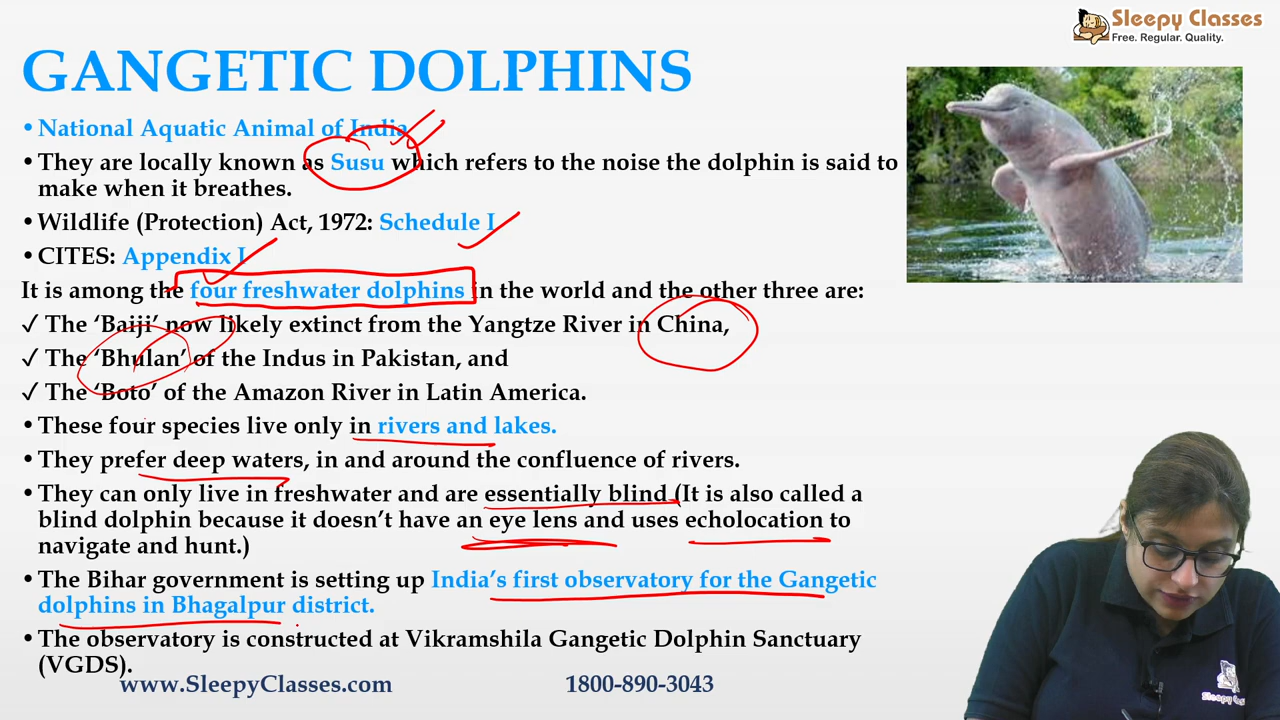 Sleepy Classes
Free. Regular. Quality.
GANGETIC DOLPHINS
• National Aquatic Animal of India
• They are locally known as Susu which refers to the noise the dolphin is said to
make when it breathes.
• Wildlife (Protection) Act, 1972: Schedule I
• CITES: Appendix I
It is among the four freshwater dolphins in the world and the other three are:
✓ The ‘Baiji’ now likely extinct from the Yangtze River in China,
✓ The ‘Bhulan’ of the Indus in Pakistan, and
✓ The ‘Boto’ of the Amazon River in Latin America.
• These four species live only in rivers and lakes.
• They prefer deep waters, in and around the confluence of rivers.
• They can only live in freshwater and are essentially blind (It is also called a
blind dolphin because it doesn’t have an eye lens and uses echolocation to
navigate and hunt.)
• The Bihar government is setting up India’s first observatory for the Gangetic
dolphins in Bhagalpur district.
• The observatory is constructed at Vikramshila Gangetic Dolphin Sanctuary
(VGDS).
www.SleepyClasses.com 1800-890-3043